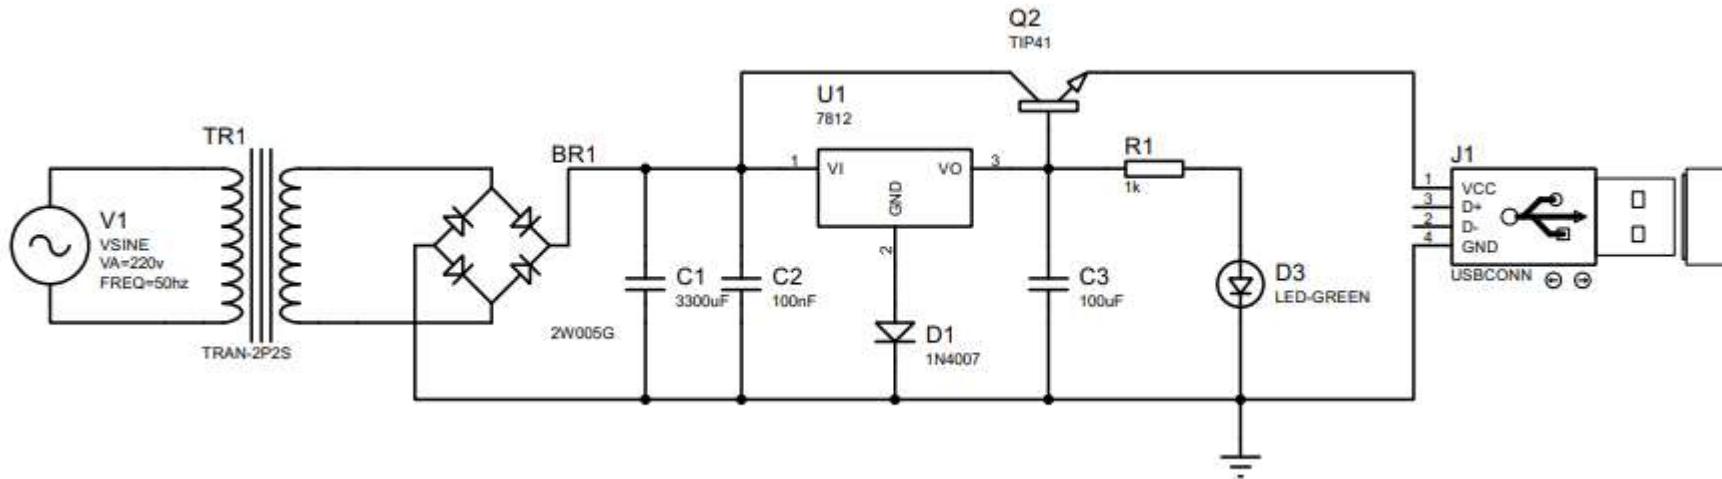 Q2
TIP41
U1
7812
TR1
BR1
R1
1k
J1
1
VI
VO
3
GND
2
V1
VSINE
VA=220v
FREQ=50hz
C1
3300uF
C2
100nF
C3
100uF
D3
LED-GREEN
1
VCC
3
D+
2
D-
4
GND
USBCONN
2W005G
D1
1N4007
TRAN-2P2S